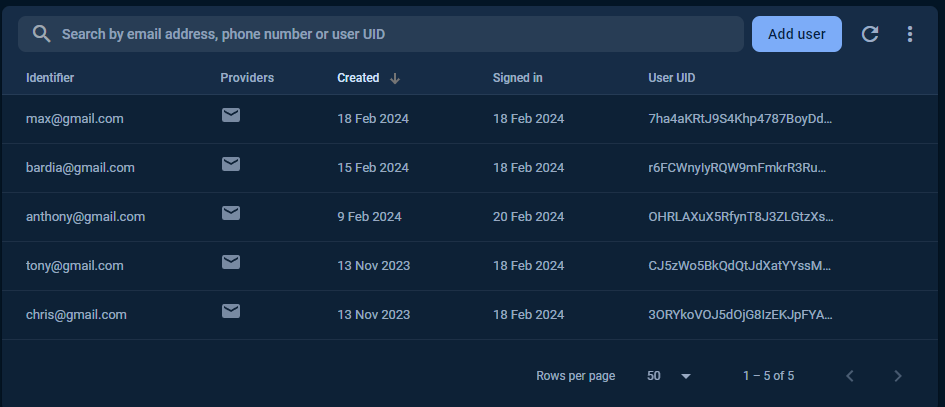 Search by email address, phone number or user UID Add user
Identifier Providers Created Signed in User UID
max@gmail.com 18 Feb 2024 18 Feb 2024 7ha4aKRtJ9S4Khp4787BoyDd...
bardia@gmail.com 15 Feb 2024 18 Feb 2024 r6FCWnyIyRQW9mFmkrR3Ru...
anthony@gmail.com 9 Feb 2024 20 Feb 2024 OHRLAXuX5RfynT8J3ZLGtzXs...
tony@gmail.com 13 Nov 2023 18 Feb 2024 CJ5zWo5BkQdQtJdXatYYssM...
chris@gmail.com 13 Nov 2023 18 Feb 2024 3ORYkoVOJ5dOjG8IzEKJpFYA...
Rows per page 50 1 – 5 of 5